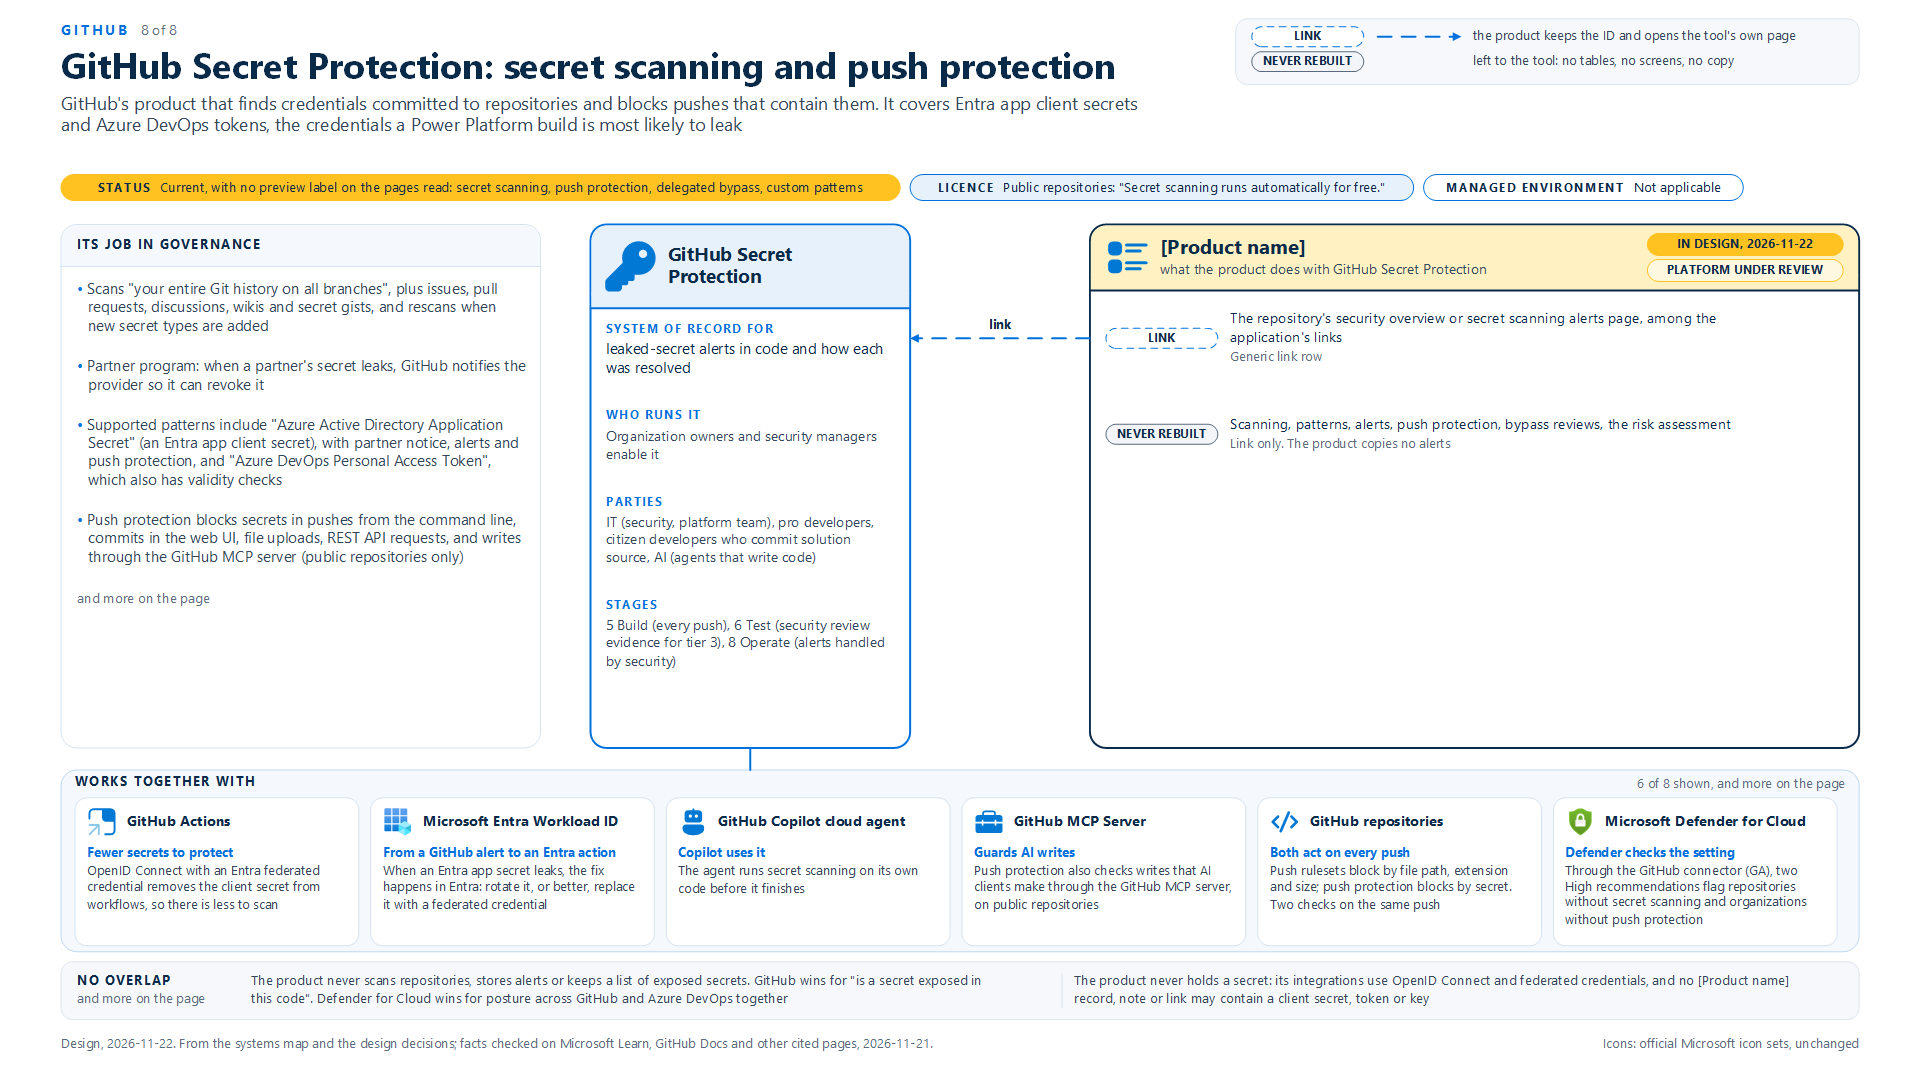 GITHUB 8 of 8
GitHub Secret Protection: secret scanning and push protection
GitHub's product that finds credentials committed to repositories and blocks pushes that contain them. It covers Entra app client secrets
and Azure DevOps tokens, the credentials a Power Platform build is most likely to leak
LINK the product keeps the ID and opens the tool's own page
NEVER REBUILT left to the tool: no tables, no screens, no copy
STATUS Current, with no preview label on the pages read: secret scanning, push protection, delegated bypass, custom patterns
LICENCE Public repositories: "Secret scanning runs automatically for free."
MANAGED ENVIRONMENT Not applicable
ITS JOB IN GOVERNANCE
• Scans "your entire Git history on all branches", plus issues, pull
requests, discussions, wikis and secret gists, and rescans when
new secret types are added
• Partner program: when a partner's secret leaks, GitHub notifies the
provider so it can revoke it
• Supported patterns include "Azure Active Directory Application
Secret" (an Entra app client secret), with partner notice, alerts and
push protection, and "Azure DevOps Personal Access Token",
which also has validity checks
• Push protection blocks secrets in pushes from the command line,
commits in the web UI, file uploads, REST API requests, and writes
through the GitHub MCP server (public repositories only)
and more on the page
GitHub Secret
Protection
SYSTEM OF RECORD FOR
leaked-secret alerts in code and how each
was resolved
WHO RUNS IT
Organization owners and security managers
enable it
PARTIES
IT (security, platform team), pro developers,
citizen developers who commit solution
source, AI (agents that write code)
STAGES
5 Build (every push), 6 Test (security review
evidence for tier 3), 8 Operate (alerts handled
by security)
link
[Product name]
what the product does with GitHub Secret Protection
IN DESIGN, 2026-11-22
PLATFORM UNDER REVIEW
LINK
The repository's security overview or secret scanning alerts page, among the
application's links
Generic link row
NEVER REBUILT
Scanning, patterns, alerts, push protection, bypass reviews, the risk assessment
Link only. The product copies no alerts
WORKS TOGETHER WITH
6 of 8 shown, and more on the page
GitHub Actions
Fewer secrets to protect
OpenID Connect with an Entra federated
credential removes the client secret from
workflows, so there is less to scan
Microsoft Entra Workload ID
From a GitHub alert to an Entra action
When an Entra app secret leaks, the fix
happens in Entra: rotate it, or better, replace
it with a federated credential
GitHub Copilot cloud agent
Copilot uses it
The agent runs secret scanning on its own
code before it finishes
GitHub MCP Server
Guards AI writes
Push protection also checks writes that AI
clients make through the GitHub MCP server,
on public repositories
GitHub repositories
Both act on every push
Push rulesets block by file path, extension
and size; push protection blocks by secret.
Two checks on the same push
Microsoft Defender for Cloud
Defender checks the setting
Through the GitHub connector (GA), two
High recommendations flag repositories
without secret scanning and organizations
without push protection
NO OVERLAP
and more on the page
The product never scans repositories, stores alerts or keeps a list of exposed secrets. GitHub wins for "is a secret exposed in
this code". Defender for Cloud wins for posture across GitHub and Azure DevOps together
The product never holds a secret: its integrations use OpenID Connect and federated credentials, and no [Product name]
record, note or link may contain a client secret, token or key
Design, 2026-11-22. From the systems map and the design decisions; facts checked on Microsoft Learn, GitHub Docs and other cited pages, 2026-11-21.
Icons: official Microsoft icon sets, unchanged